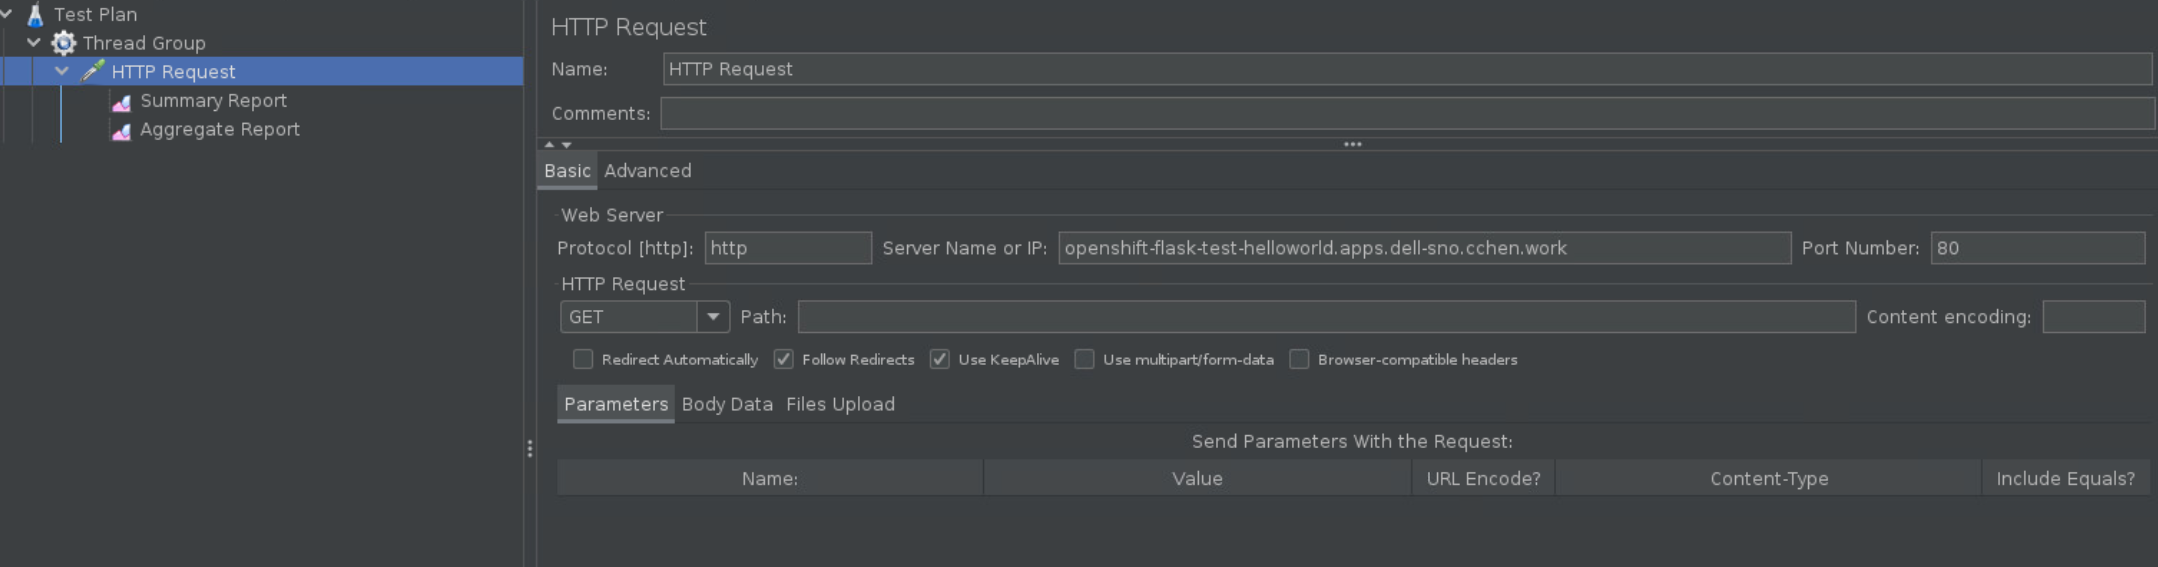 Test Plan
Thread Group
HTTP Request
Summary Report
Aggregate Report
HTTP Request
Name: HTTP Request
Comments:
Basic Advanced
Web Server
Protocol [http]: http Server Name or IP: openshift-flask-test-helloworld.apps.dell-sno.cchen.work Port Number: 80
HTTP Request
GET Path: Content encoding:
Redirect Automatically Follow Redirects Use KeepAlive Use multipart/form-data Browser-compatible headers
Parameters Body Data Files Upload
Send Parameters With the Request:
Name: Value URL Encode? Content-Type Include Equals?